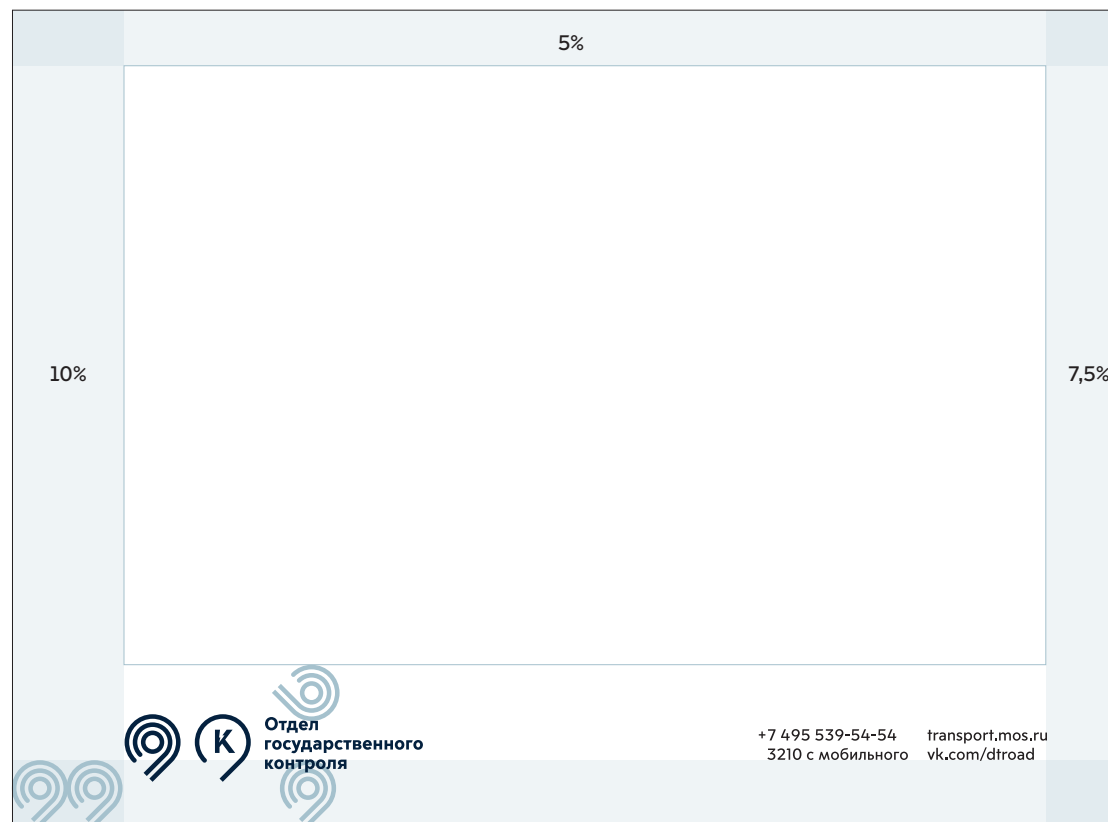 5%
10%
7,5%
К
Отдел
государственного
контроля
+7 495 539-54-54
3210 с мобильного
transport.mos.ru
vk.com/dtroad